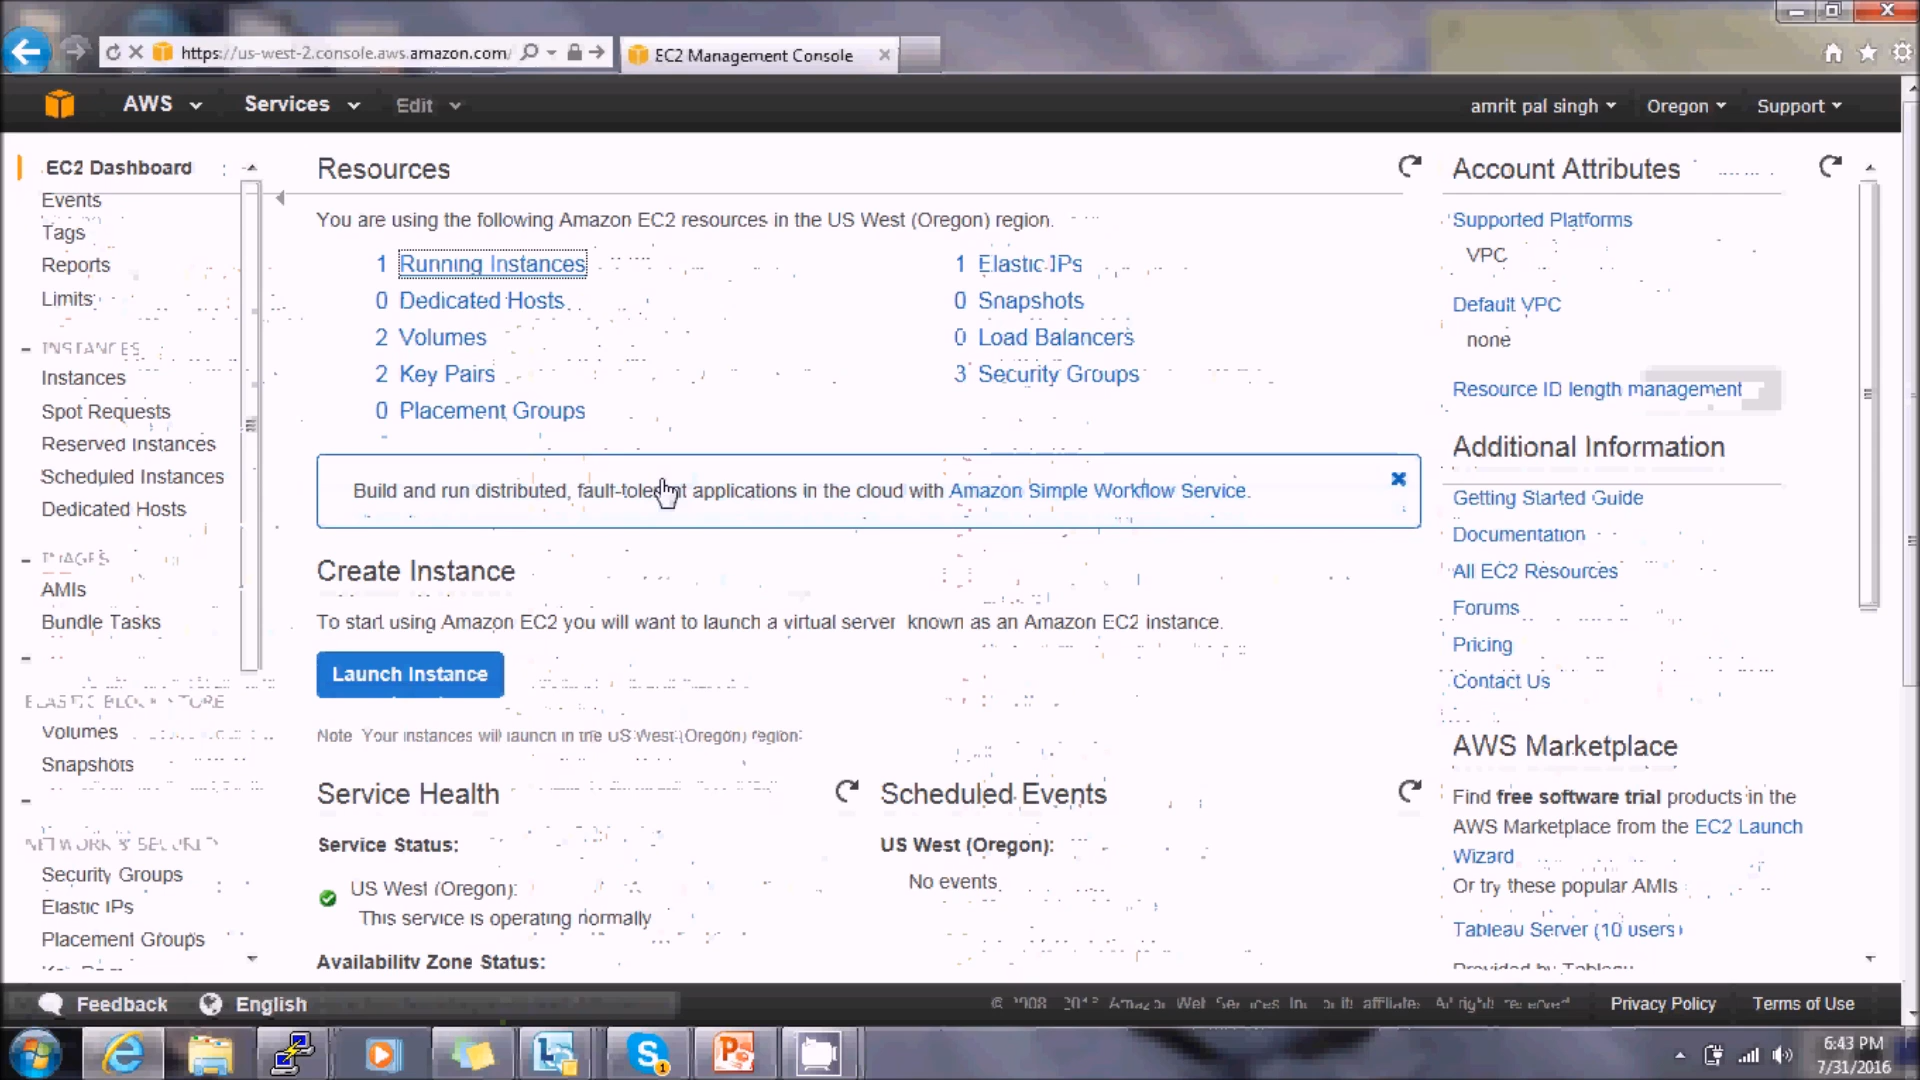 https://us-west-2.console.aws.amazon.com/
EC2 Management Console
AWS
Services
Edit
amrit pal singh
Oregon
Support
EC2 Dashboard
Events
Tags
Reports
Limits
INSTANCES
Instances
Spot Requests
Reserved Instances
Scheduled Instances
Dedicated Hosts
IMAGES
AMIs
Bundle Tasks
ELASTIC BLOCK STORE
Volumes
Snapshots
NETWORK & SECURITY
Security Groups
Elastic IPs
Placement Groups
Resources
You are using the following Amazon EC2 resources in the US West (Oregon) region.
1 Running Instances
0 Dedicated Hosts
2 Volumes
2 Key Pairs
0 Placement Groups
1 Elastic IPs
0 Snapshots
0 Load Balancers
3 Security Groups
Build and run distributed, fault-tolerant applications in the cloud with Amazon Simple Workflow Service.
Create Instance
To start using Amazon EC2 you will want to launch a virtual server known as an Amazon EC2 instance.
Launch Instance
Note Your instances will launch in the US West (Oregon) region
Service Health
Service Status:
US West (Oregon):
This service is operating normally
Availability Zone Status:
Scheduled Events
US West (Oregon):
No events
Account Attributes
Supported Platforms
VPC
Default VPC
none
Resource ID length management
Additional Information
Getting Started Guide
Documentation
All EC2 Resources
Forums
Pricing
Contact Us
AWS Marketplace
Find free software trial products in the
AWS Marketplace from the EC2 Launch
Wizard
Or try these popular AMIs
Tableau Server (10 users)
Provided by Tableau
Feedback
English
Privacy Policy
Terms of Use
6:43 PM
7/31/2016